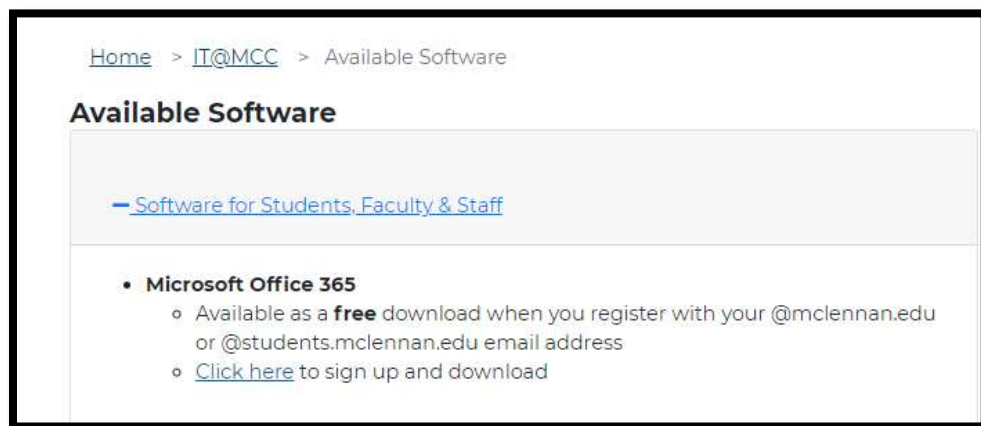 Home > IT@MCC > Available Software
Available Software
− Software for Students, Faculty & Staff
• Microsoft Office 365
◦ Available as a free download when you register with your @mclennan.edu
or @students.mclennan.edu email address
◦ Click here to sign up and download